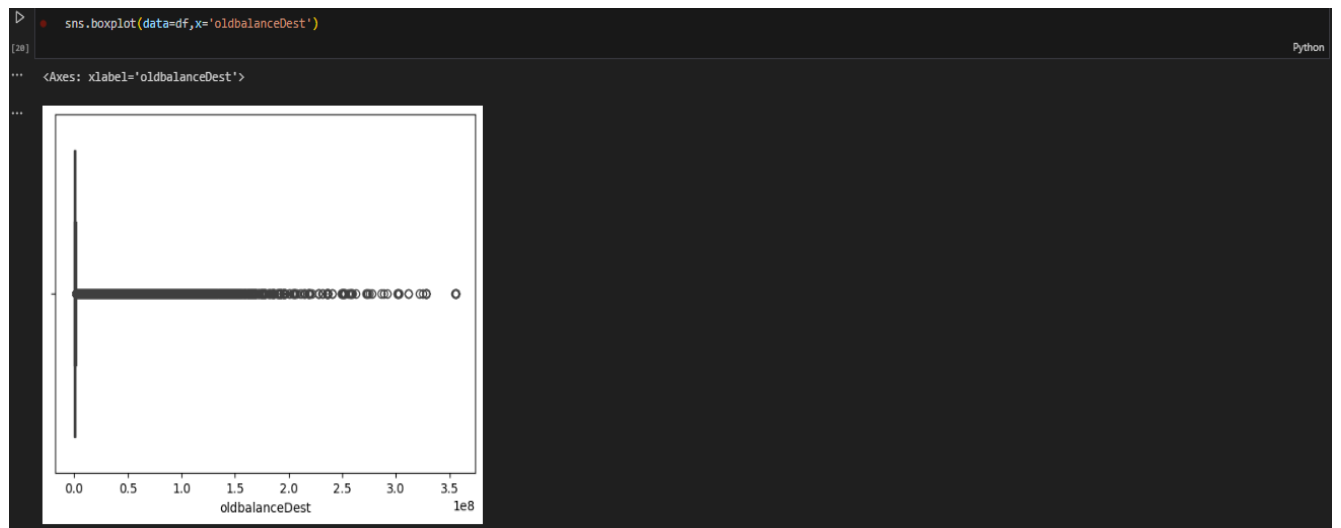 sns.boxplot(data=df,x='oldbalanceDest')
[20]
Python
...
<Axes: xlabel='oldbalanceDest'>
...
0.0 0.5 1.0 1.5 2.0 2.5 3.0 3.5
1e8
oldbalanceDest